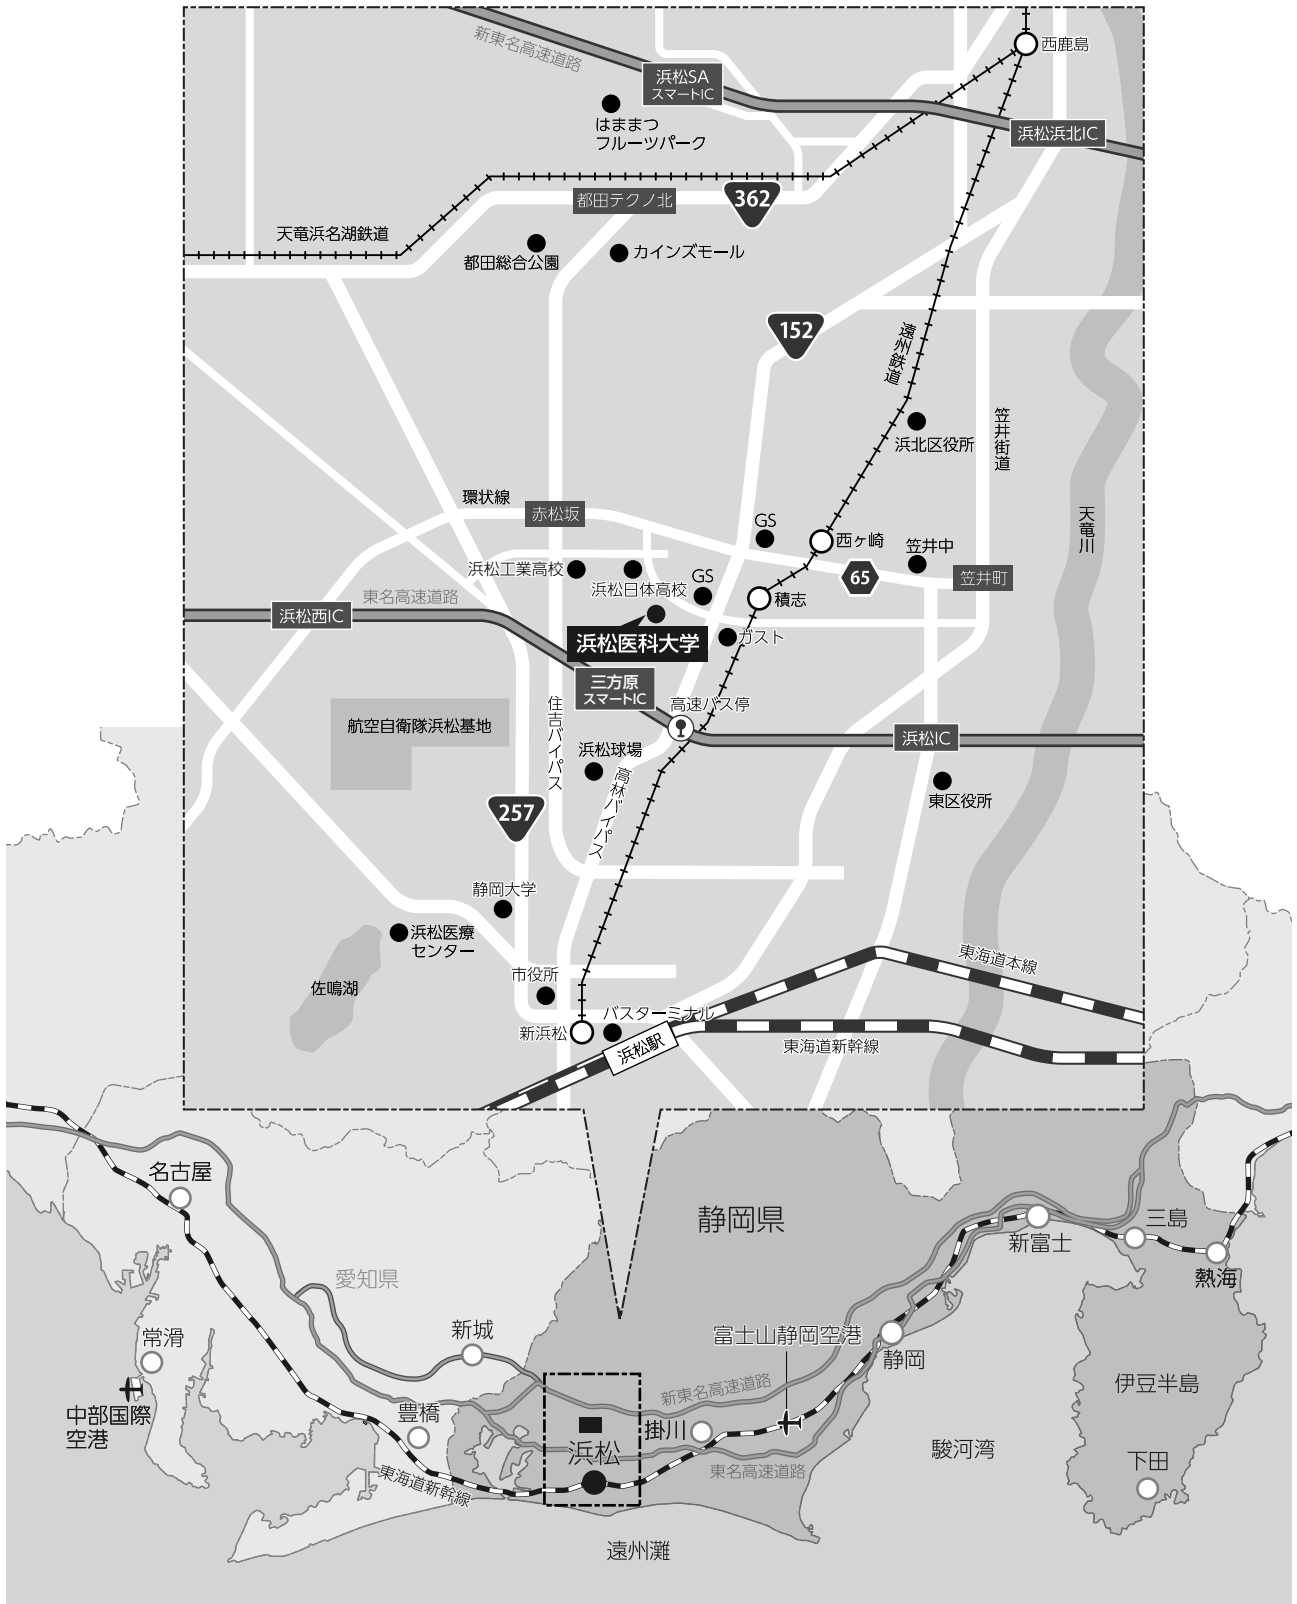 新東名高速道路
西鹿島
浜松SA
スマートIC
はままつ
フルーツパーク
浜松浜北IC
都田テクノ北
362
天竜浜名湖鉄道
都田総合公園
カインズモール
152
遠州鉄道
浜北区役所
笠井街道
天竜川
環状線
赤松坂
GS
西ヶ崎
笠井中
浜松工業高校
65
笠井町
浜松日体高校
GS
積志
東名高速道路
浜松西IC
浜松医科大学
ガスト
三方原
スマートIC
高速バス停
住吉バイパス
航空自衛隊浜松基地
浜松IC
浜松球場
高林バイパス
東区役所
257
静岡大学
浜松医療
センター
市役所
佐鳴湖
東海道本線
バスターミナル
新浜松
浜松駅
東海道新幹線
名古屋
静岡県
三島
新富士
熱海
愛知県
新城
常滑
富士山静岡空港
静岡
新東名高速道路
伊豆半島
中部国際
空港
豊橋
掛川
浜松
東名高速道路
駿河湾
下田
東海道新幹線
遠州灘